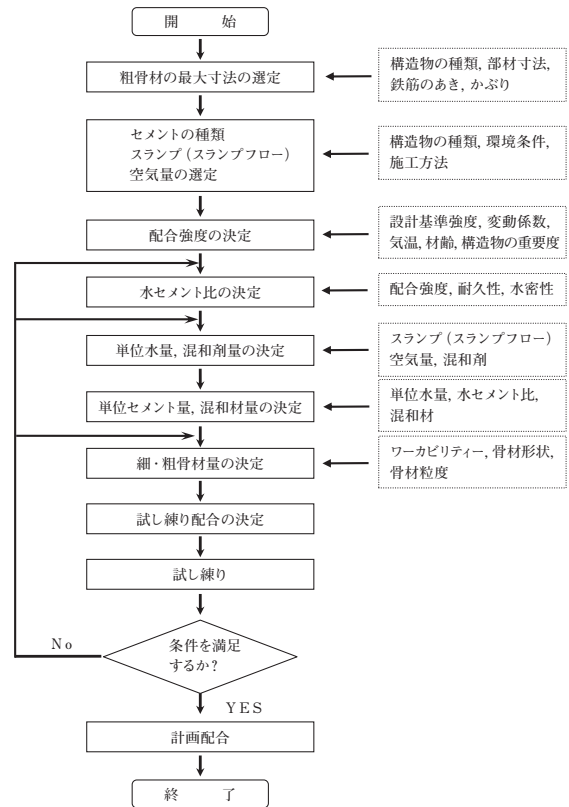 開 始
粗骨材の最大寸法の選定
構造物の種類, 部材寸法,
鉄筋のあき, かぶり
セメントの種類
スランプ (スランプフロー)
空気量の選定
構造物の種類, 環境条件,
施工方法
配合強度の決定
設計基準強度, 変動係数,
気温, 材齢, 構造物の重要度
水セメント比の決定
配合強度, 耐久性, 水密性
単位水量, 混和剤量の決定
スランプ (スランプフロー)
空気量, 混和剤
単位セメント量, 混和材量の決定
単位水量, 水セメント比,
混和材
細・粗骨材量の決定
ワーカビリティー, 骨材形状,
骨材粒度
試し練り配合の決定
試し練り
No
条件を満足
するか?
YES
計画配合
終 了